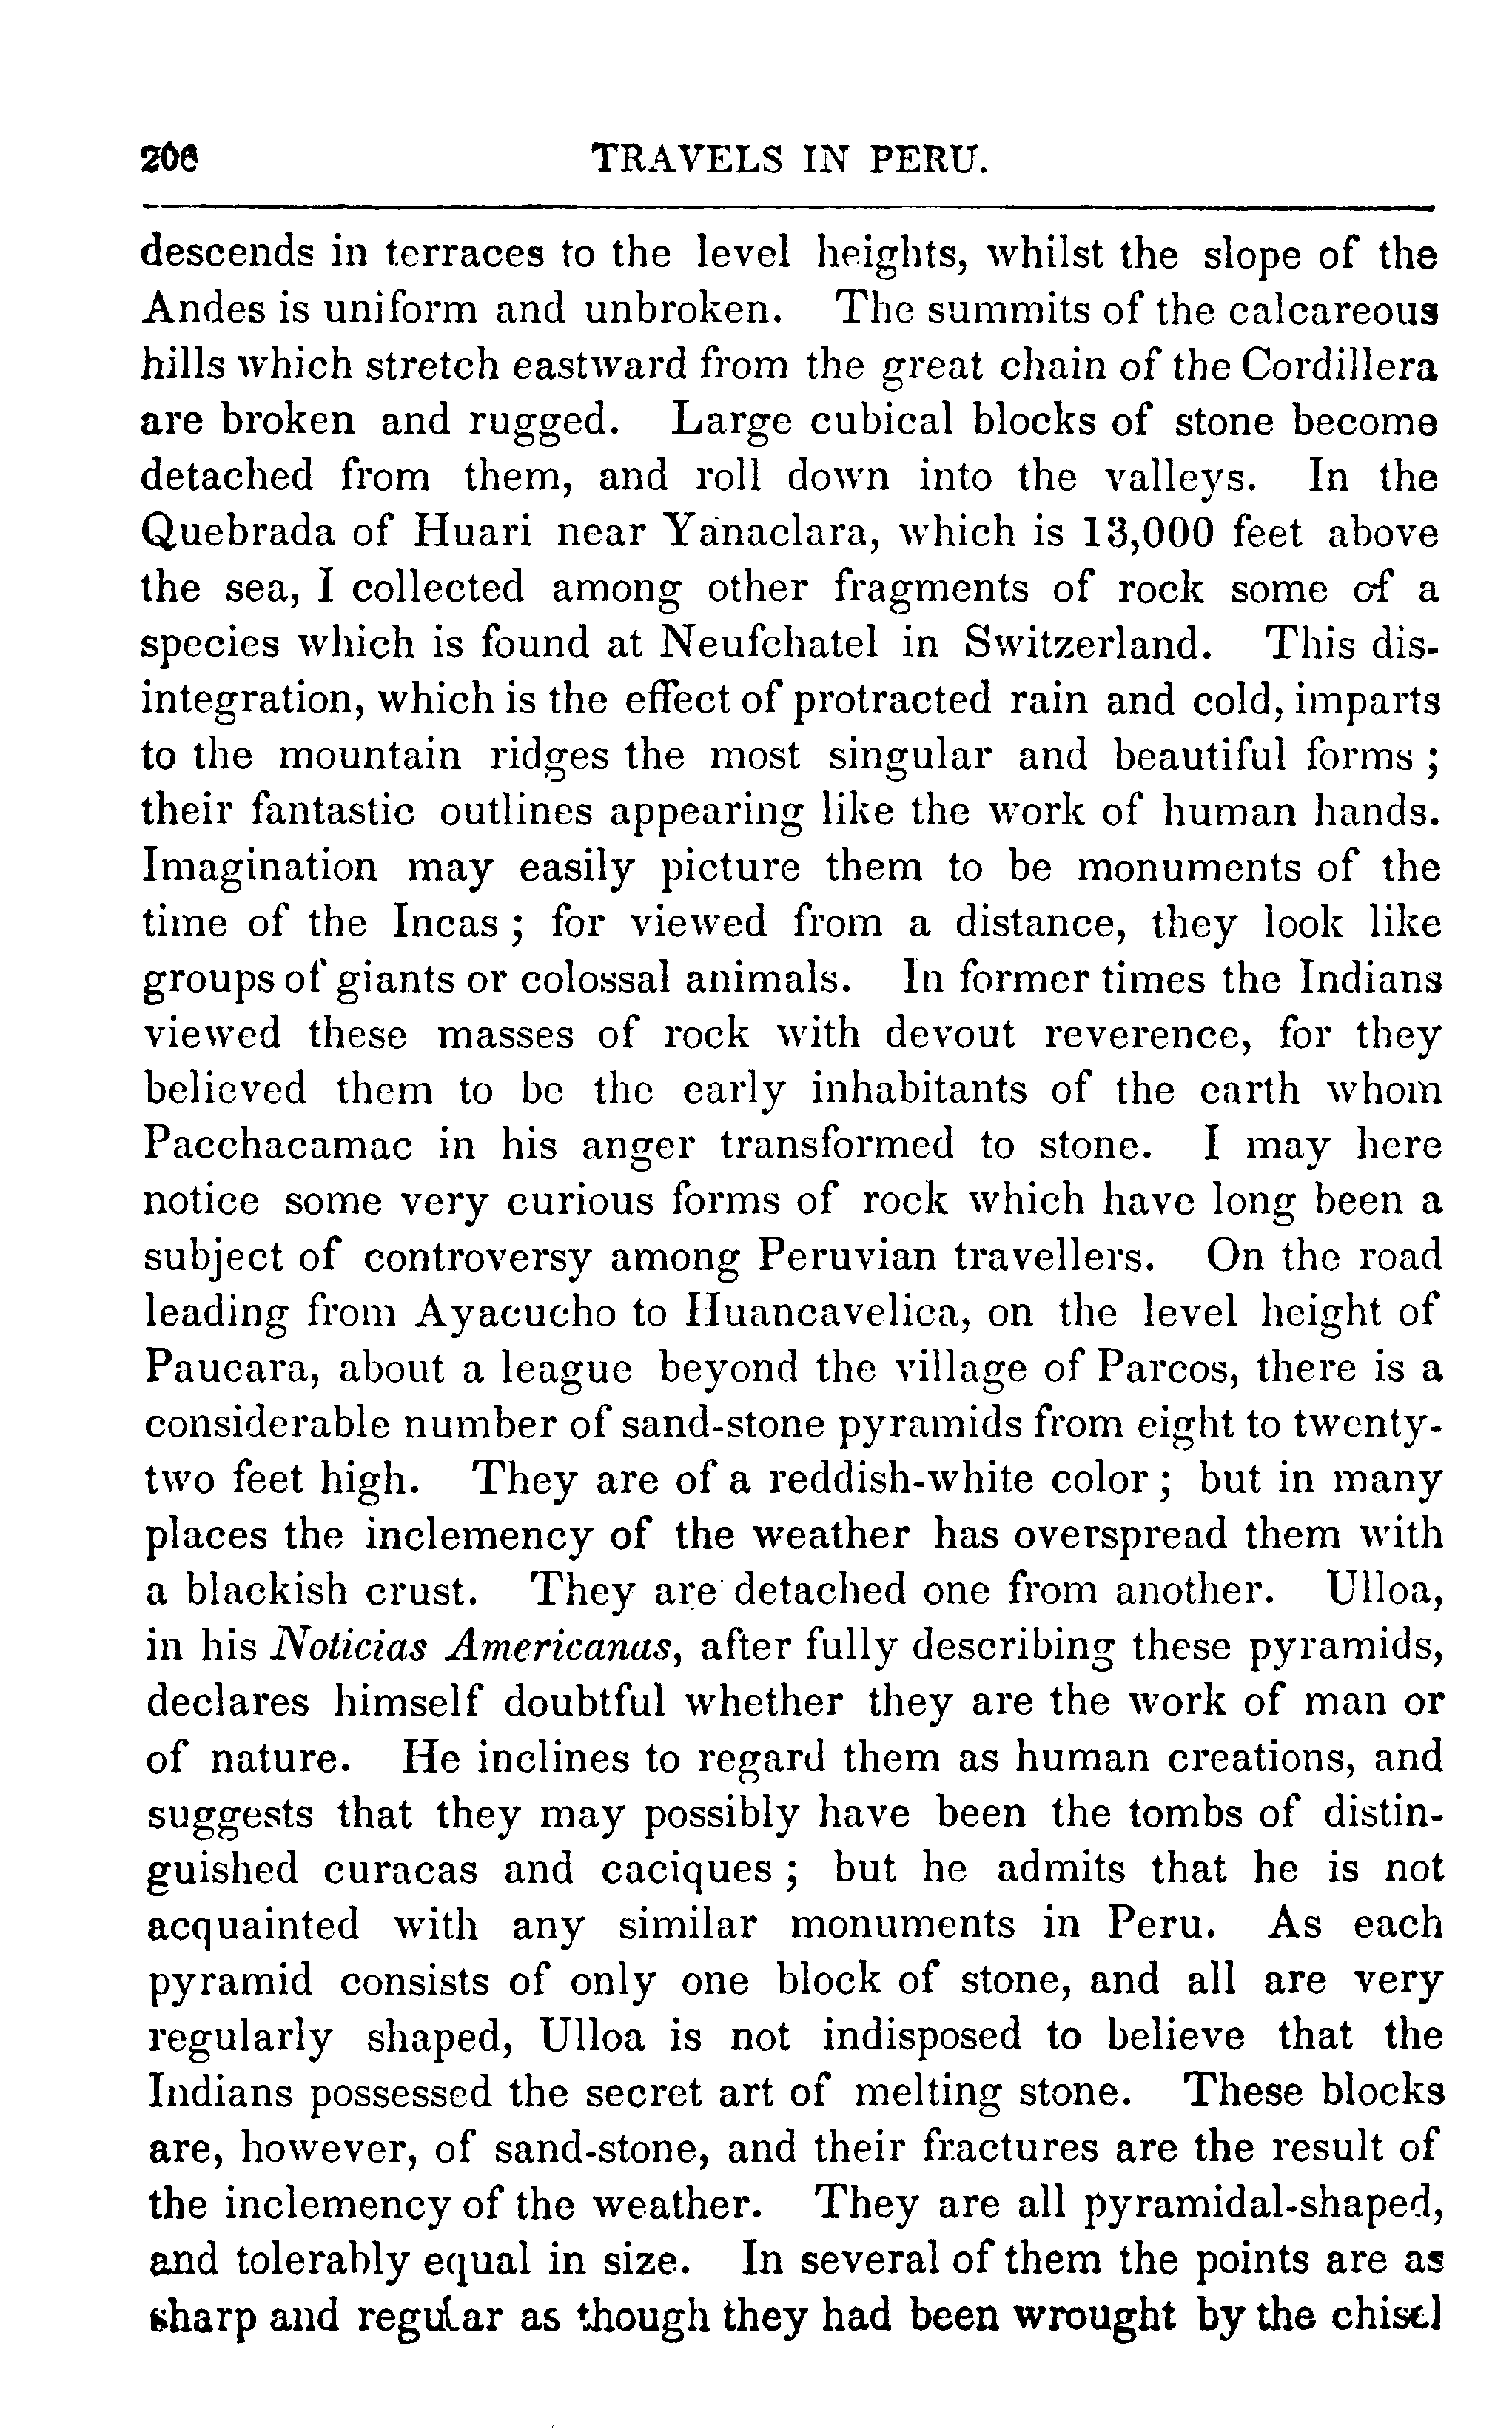 206 TRAVELS IN PERU.
descends in terraces to the level heights, whilst the slope of the
Andes is uniform and unbroken. The summits of the calcareous
hills which stretch eastward from the great chain of the Cordillera
are broken and rugged. Large cubical blocks of stone become
detached from them, and roll down into the valleys. In the
Quebrada of Huari near Yanaclara, which is 13,000 feet above
the sea, I collected among other fragments of rock some of a
species which is found at Neufchatel in Switzerland. This dis-
integration, which is the effect of protracted rain and cold, imparts
to the mountain ridges the most singular and beautiful forms ;
their fantastic outlines appearing like the work of human hands.
Imagination may easily picture them to be monuments of the
time of the Incas ; for viewed from a distance, they look like
groups of giants or colossal animals. In former times the Indians
viewed these masses of rock with devout reverence, for they
believed them to be the early inhabitants of the earth whom
Pacchacamac in his anger transformed to stone. I may here
notice some very curious forms of rock which have long been a
subject of controversy among Peruvian travellers. On the road
leading from Ayacucho to Huancavelica, on the level height of
Paucara, about a league beyond the village of Parcos, there is a
considerable number of sand-stone pyramids from eight to twenty-
two feet high. They are of a reddish-white color ; but in many
places the inclemency of the weather has overspread them with
a blackish crust. They are detached one from another. Ulloa,
in his Noticias Americanas, after fully describing these pyramids,
declares himself doubtful whether they are the work of man or
of nature. He inclines to regard them as human creations, and
suggests that they may possibly have been the tombs of distin-
guished curacas and caciques ; but he admits that he is not
acquainted with any similar monuments in Peru. As each
pyramid consists of only one block of stone, and all are very
regularly shaped, Ulloa is not indisposed to believe that the
Indians possessed the secret art of melting stone. These blocks
are, however, of sand-stone, and their fractures are the result of
the inclemency of the weather. They are all pyramidal-shaped,
and tolerably equal in size. In several of them the points are as
sharp and regular as though they had been wrought by the chisel